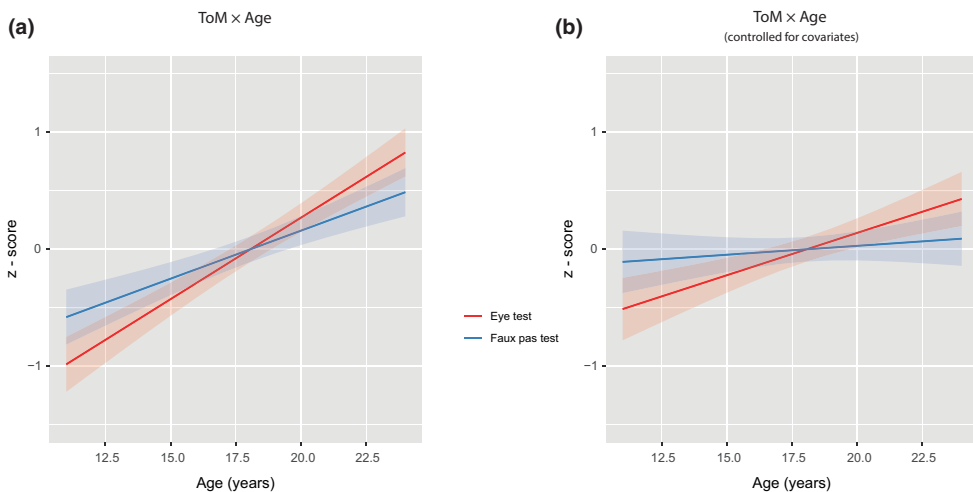 (a)
ToM × Age
1
0
−1
z - score
12.5 15.0 17.5 20.0 22.5
Age (years)
Eye test
Faux pas test
(b)
ToM × Age
(controlled for covariates)
1
0
−1
z - score
12.5 15.0 17.5 20.0 22.5
Age (years)